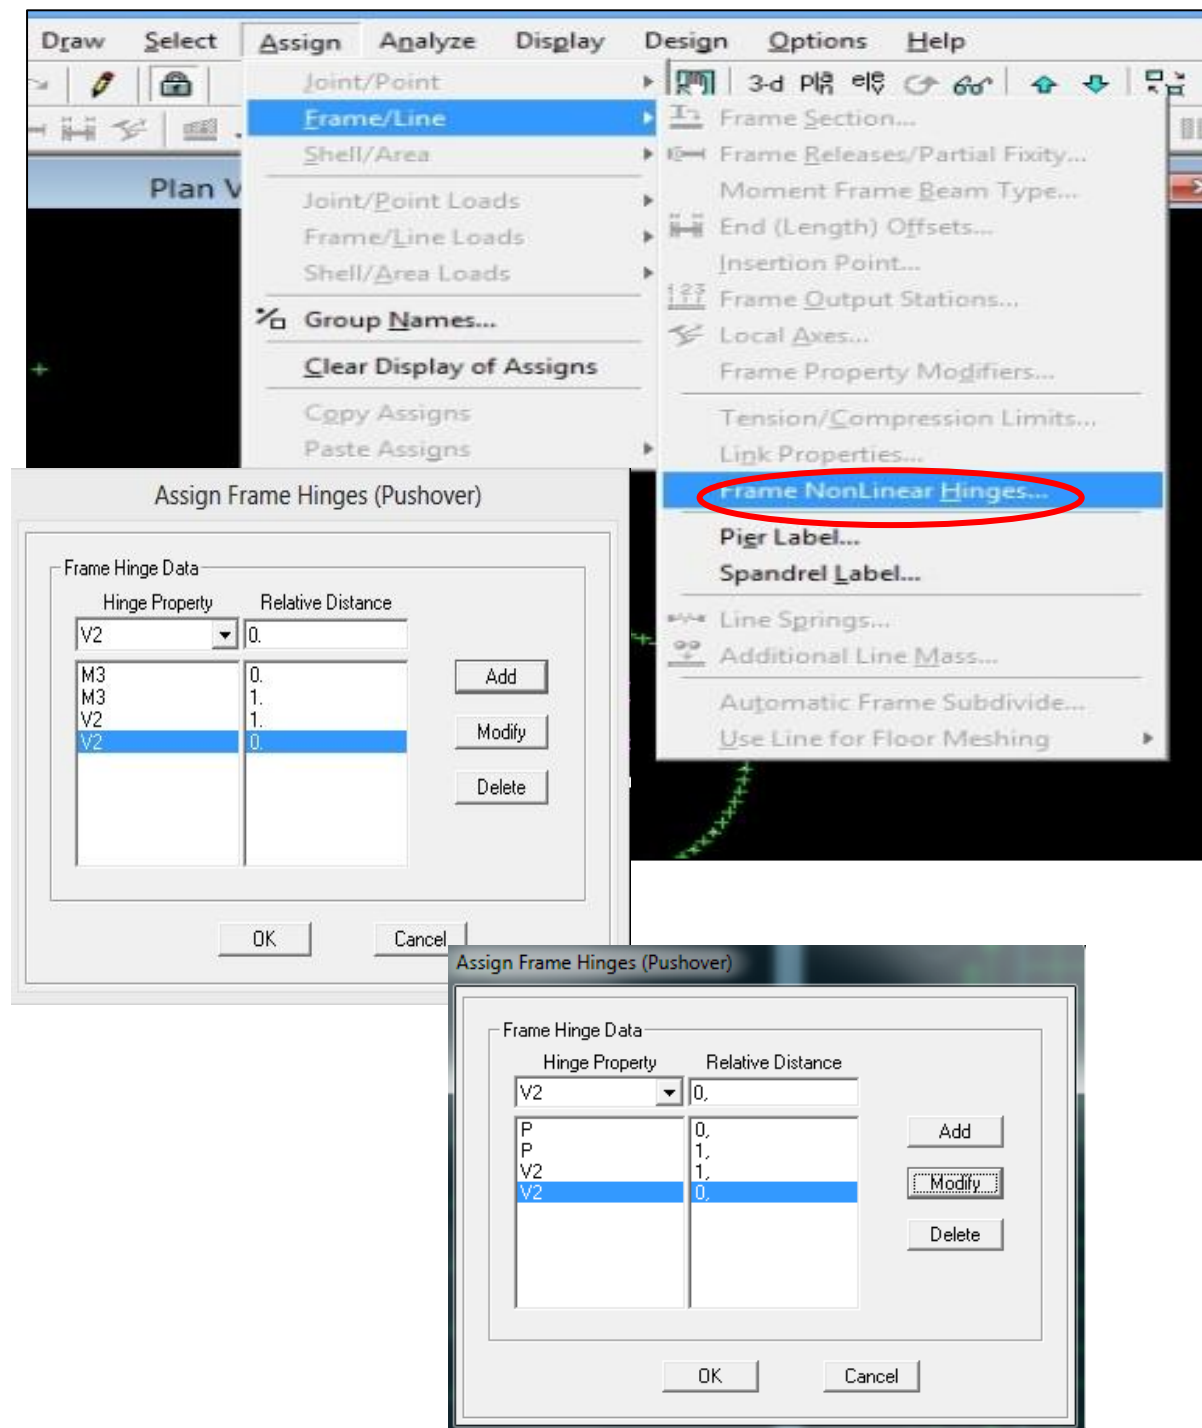 Draw Select Assign Analyze Display Design Options Help
Joint/Point
3-d
Frame/Line
Shell/Area
Joint/Point Loads
Frame/Line Loads
Shell/Area Loads
Group Names...
Clear Display of Assigns
Copy Assigns
Paste Assigns
Plan V
Frame Section...
Frame Releases/Partial Fixity...
Moment Frame Beam Type...
End (Length) Offsets...
Insertion Point...
Frame Output Stations...
Local Axes...
Frame Property Modifiers...
Tension/Compression Limits...
Link Properties...
Frame NonLinear Hinges...
Pier Label...
Spandrel Label...
Line Springs...
Additional Line Mass...
Automatic Frame Subdivide...
Use Line for Floor Meshing
Assign Frame Hinges (Pushover)
Frame Hinge Data
Hinge Property Relative Distance
V2 0.
M3 0.
M3 1.
V2 1.
V2 0.
Add
Modify
Delete
OK Cancel
Assign Frame Hinges (Pushover)
Frame Hinge Data
Hinge Property Relative Distance
V2 0,
P 0,
P 1,
V2 1,
V2 0,
Add
Modify
Delete
OK Cancel